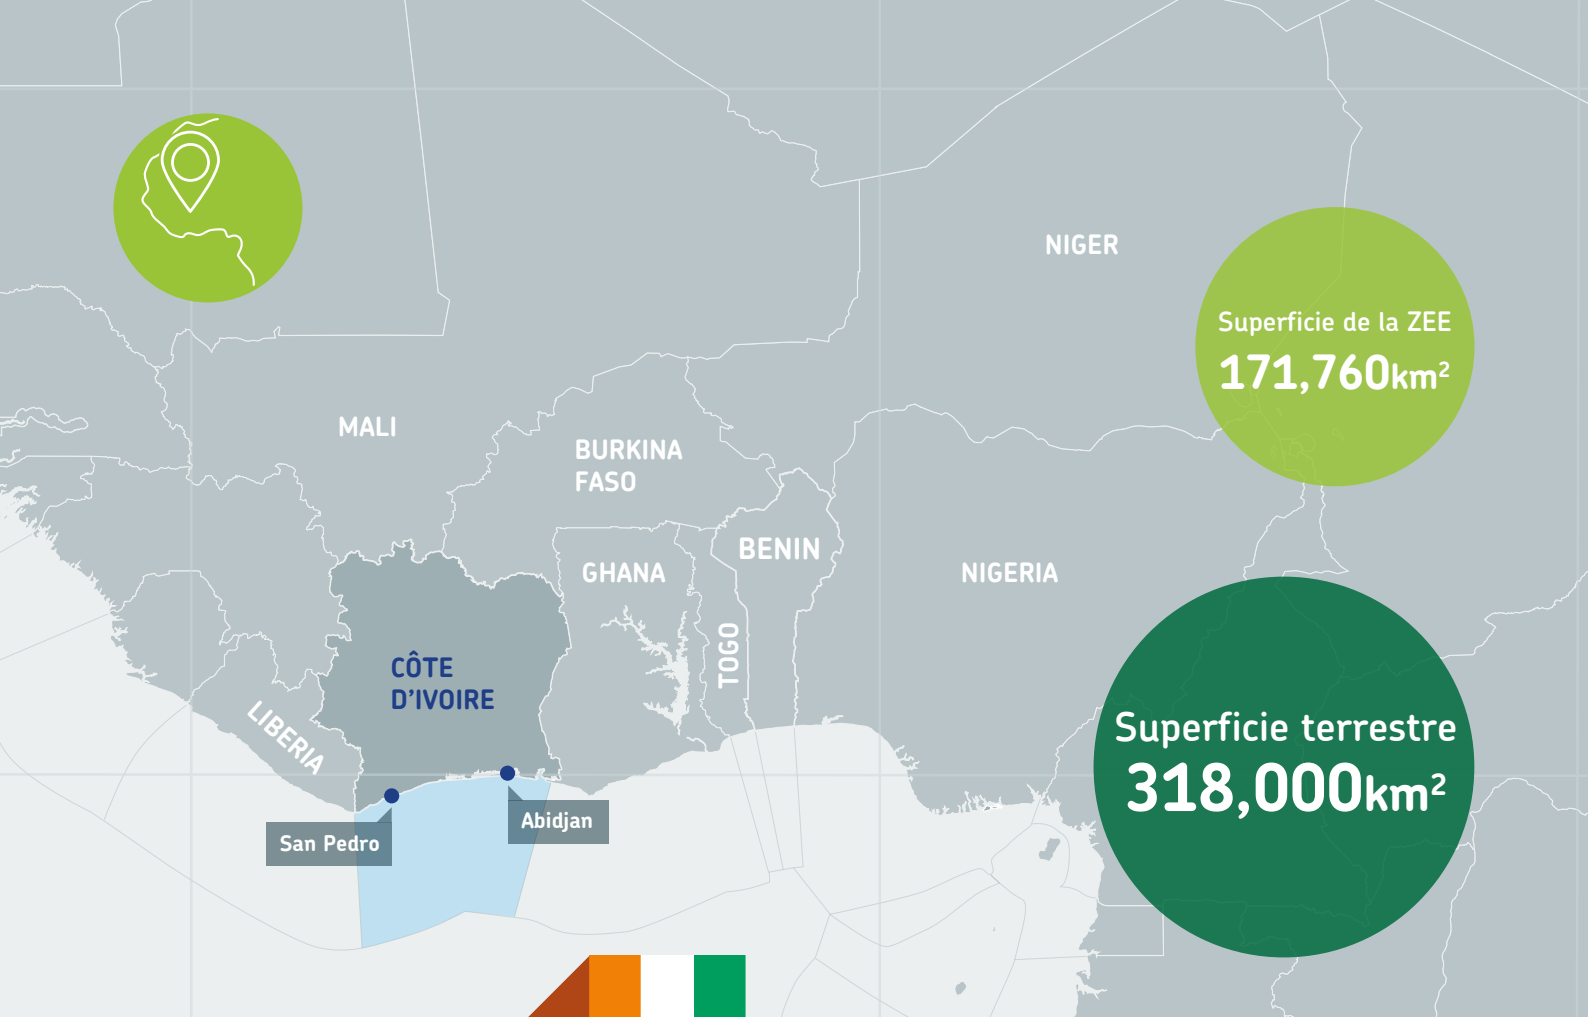 NIGER
Superficie de la ZEE
171,760km²
MALI
BURKINA
FASO
BENIN
GHANA
NIGERIA
TOGO
CÔTE
D’IVOIRE
LIBERIA
Superficie terrestre
318,000km²
Abidjan
San Pedro